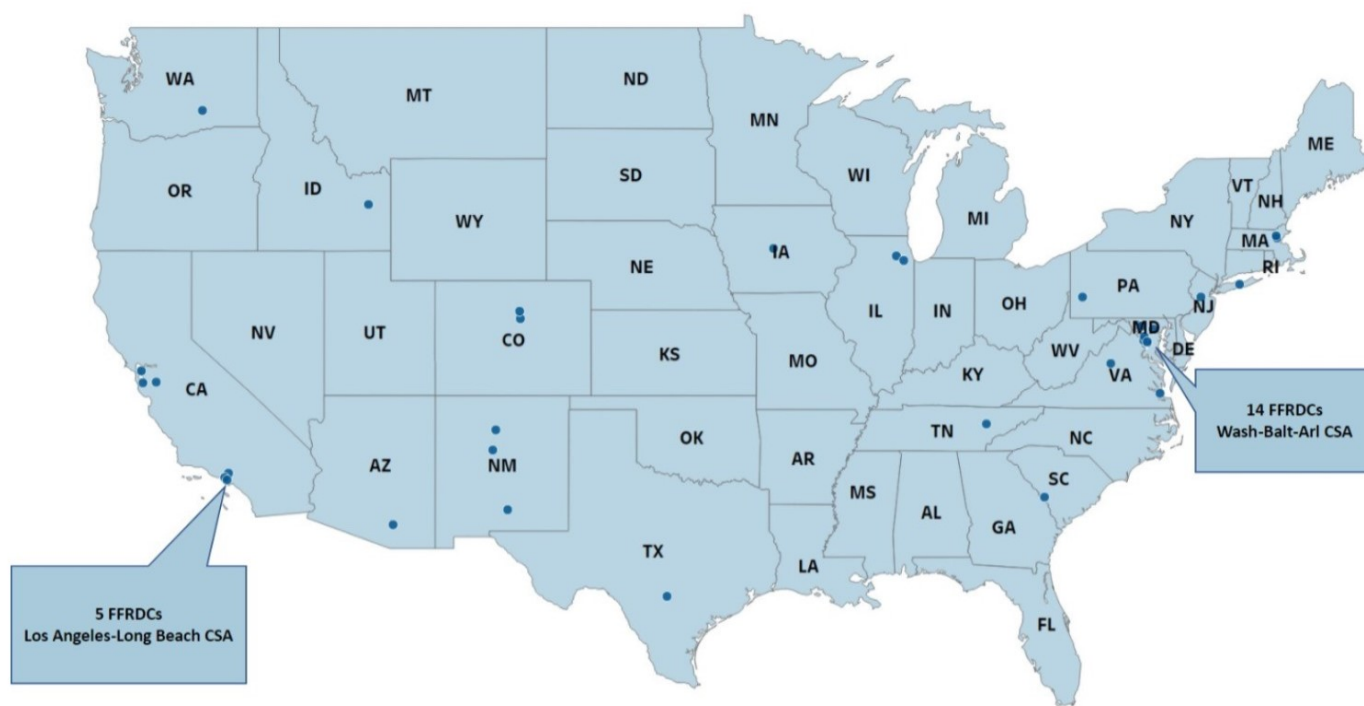 WA
MT
ND
MN
ME
OR
ID
SD
WI
VT
NH
WY
MI
NY
MA
RI
NE
IA
PA
NJ
NV
UT
CO
IL
IN
OH
MD
DE
CA
KS
MO
WV
VA
KY
AZ
NM
OK
AR
TN
NC
SC
MS
AL
GA
TX
LA
FL
14 FFRDCs
Wash-Balt-Arl CSA
5 FFRDCs
Los Angeles-Long Beach CSA